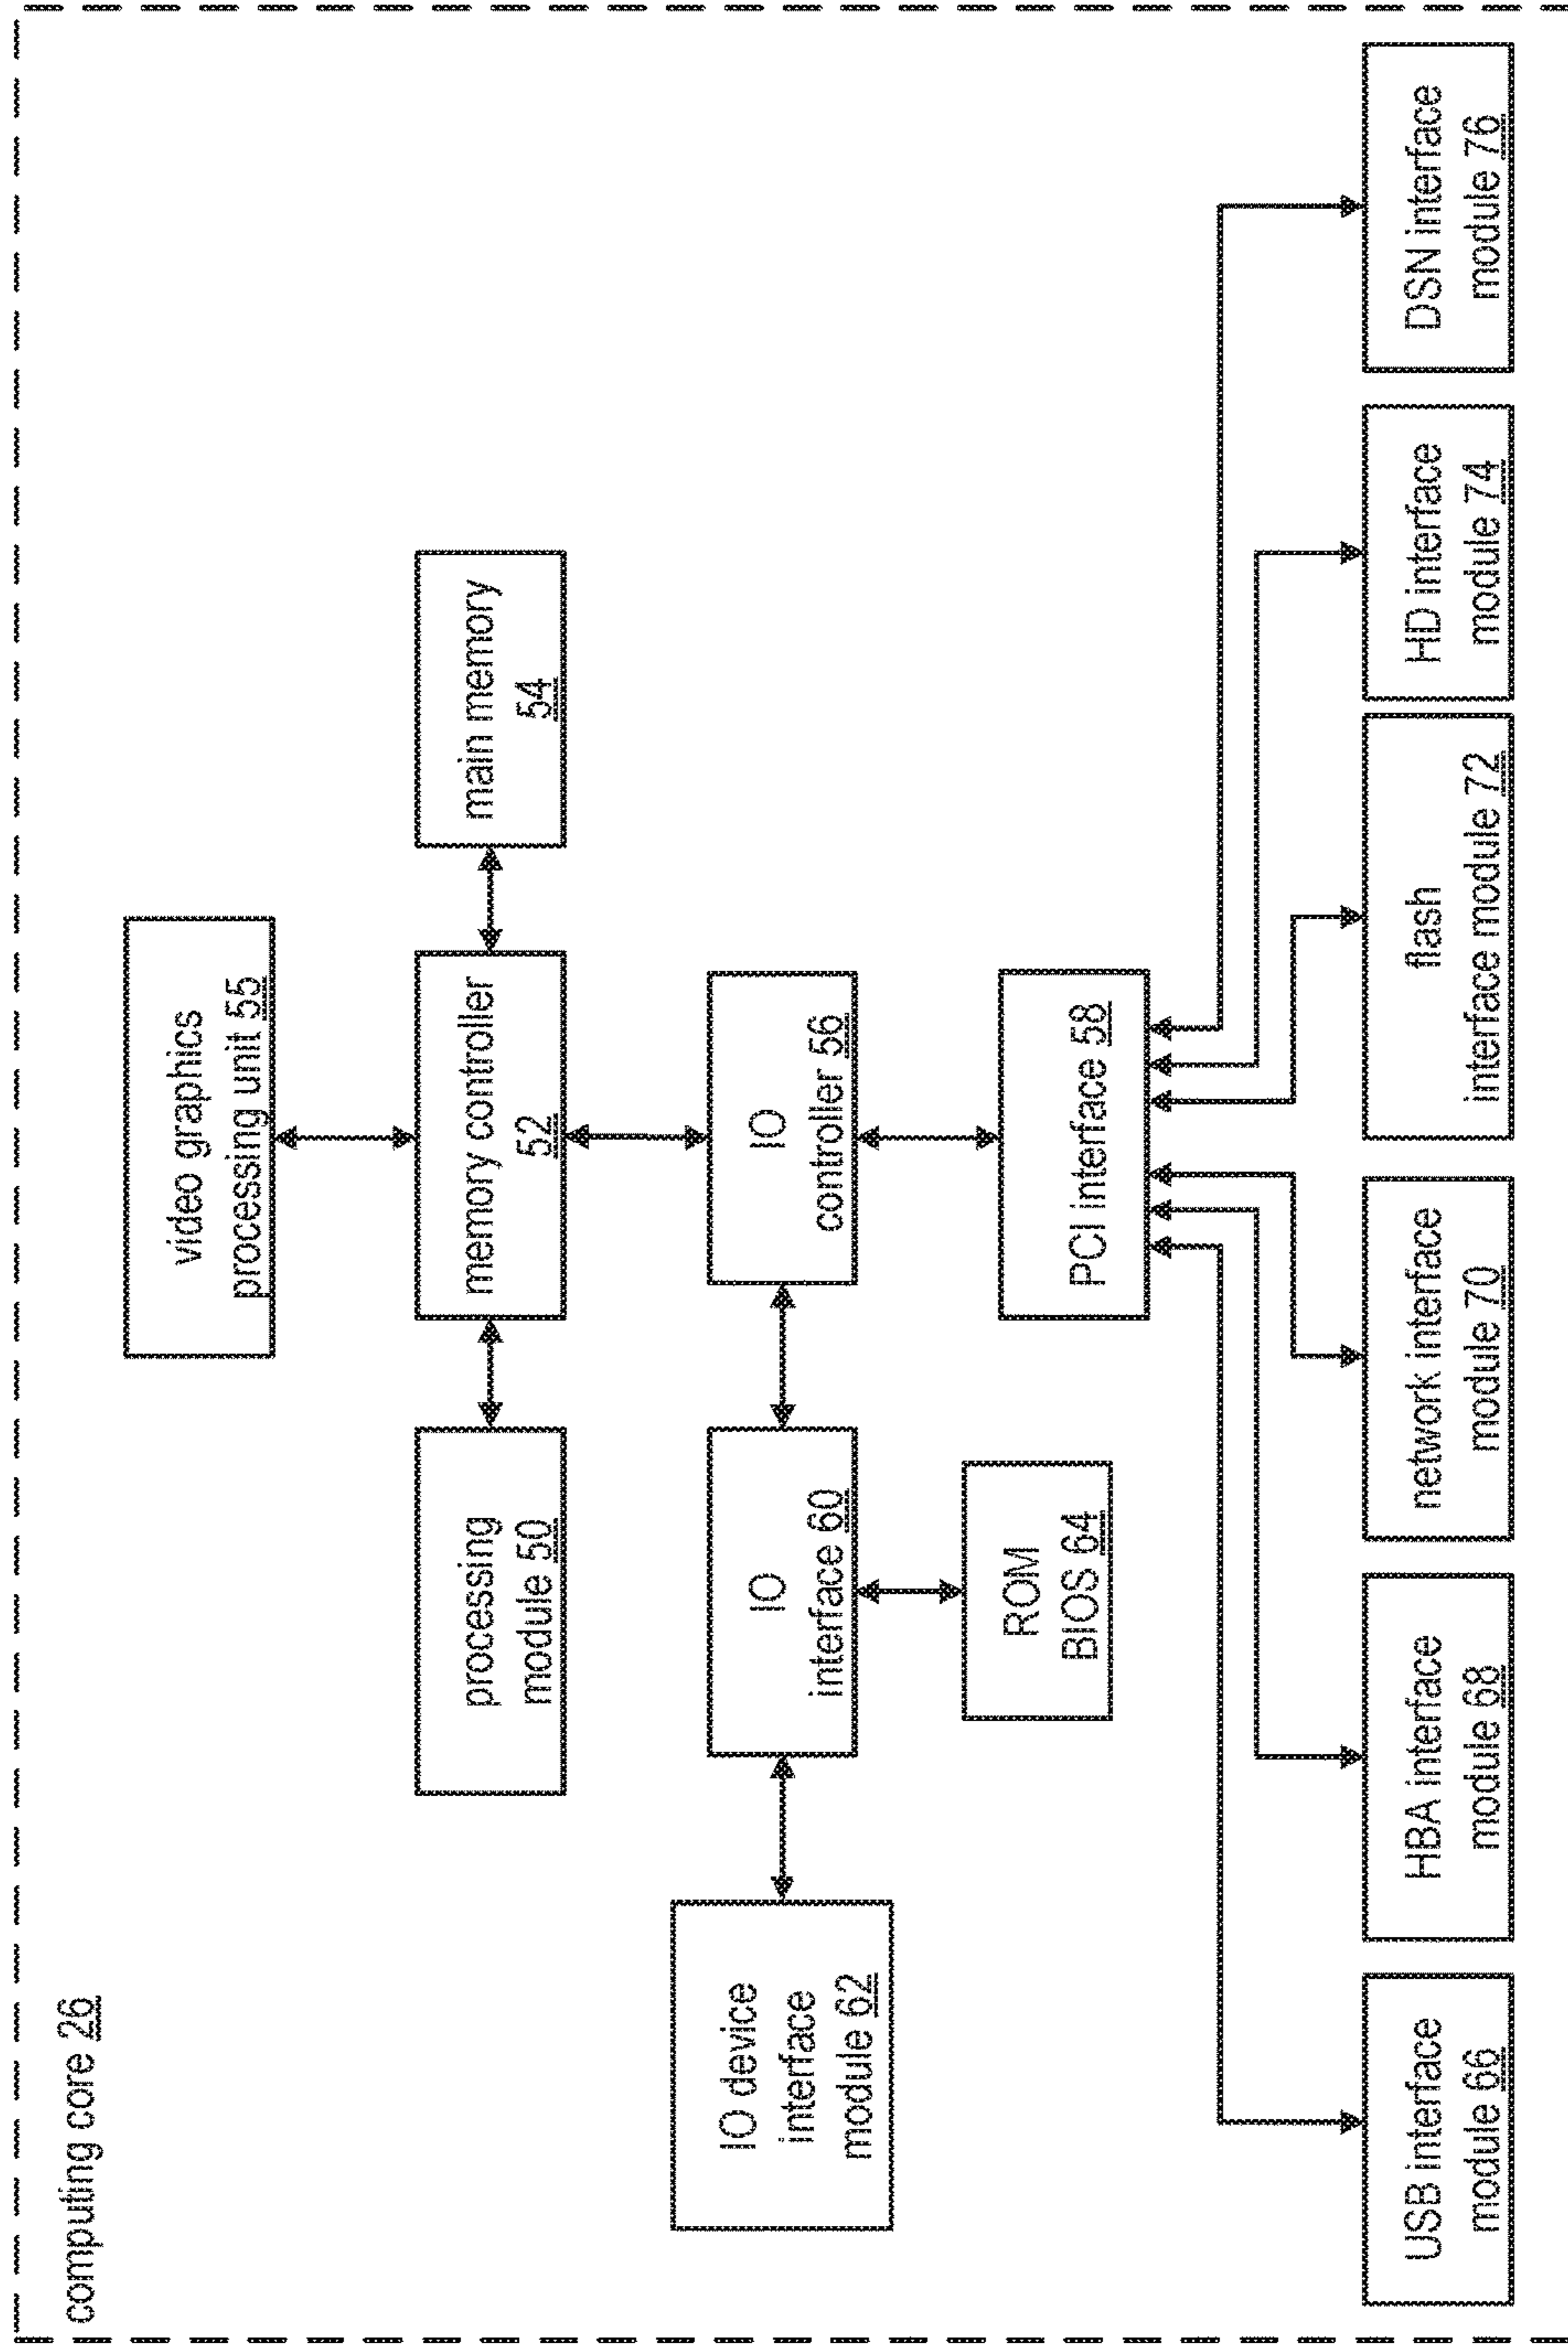 computing core 26
video graphics
processing unit 55
processing
module 50
memory controller
52
main memory
54
IO device
interface
module 62
IO
interface 60
IO
controller 56
ROM
BIOS 64
PCI interface 58
USB interface
module 66
HBA interface
module 68
network interface
module 70
flash
interface module 72
HD interface
module 74
DSN interface
module 76